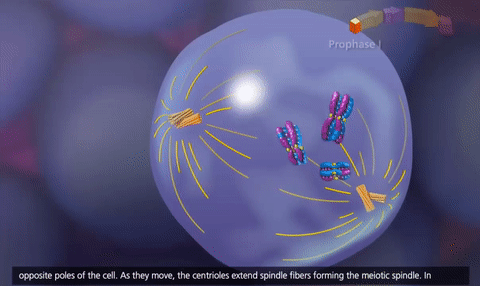 Prophase I
opposite poles of the cell. As they move, the centrioles extend spindle fibers forming the meiotic spindle. In